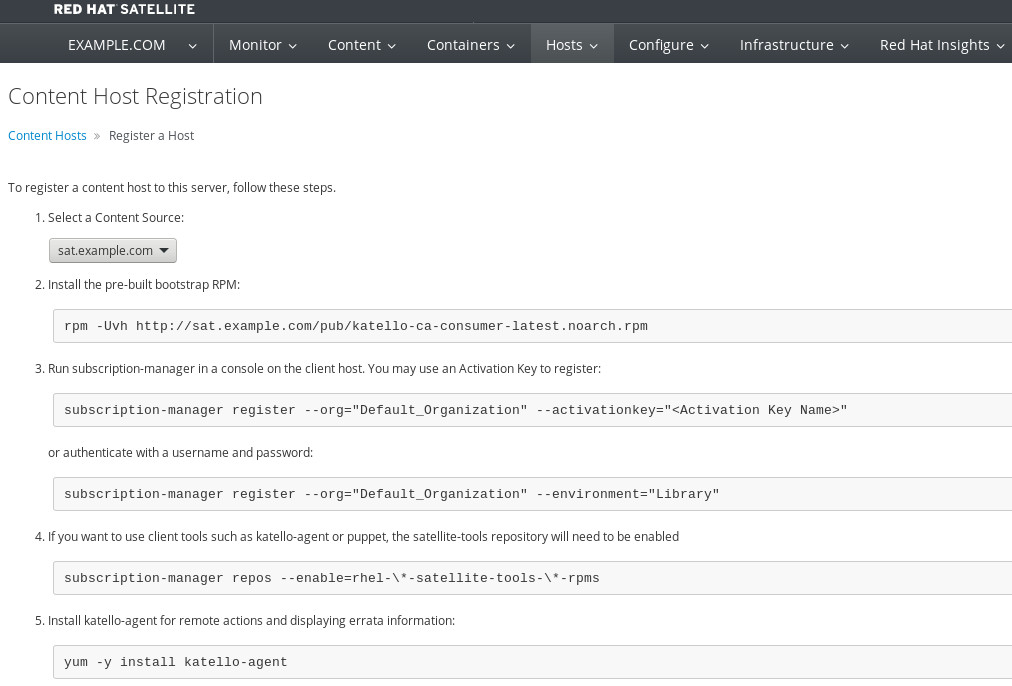 RED HAT SATELLITE
EXAMPLE.COM Monitor Content Containers Hosts Configure Infrastructure Red Hat Insights
Content Host Registration
Content Hosts » Register a Host
To register a content host to this server, follow these steps.
1. Select a Content Source:
sat.example.com
2. Install the pre-built bootstrap RPM:
rpm -Uvh http://sat.example.com/pub/katello-ca-consumer-latest.noarch.rpm
3. Run subscription-manager in a console on the client host. You may use an Activation Key to register:
subscription-manager register --org="Default_Organization" --activationkey="<Activation Key Name>"
or authenticate with a username and password:
subscription-manager register --org="Default_Organization" --environment="Library"
4. If you want to use client tools such as katello-agent or puppet, the satellite-tools repository will need to be enabled
subscription-manager repos --enable=rhel-\*-satellite-tools-\*-rpms
5. Install katello-agent for remote actions and displaying errata information:
yum -y install katello-agent